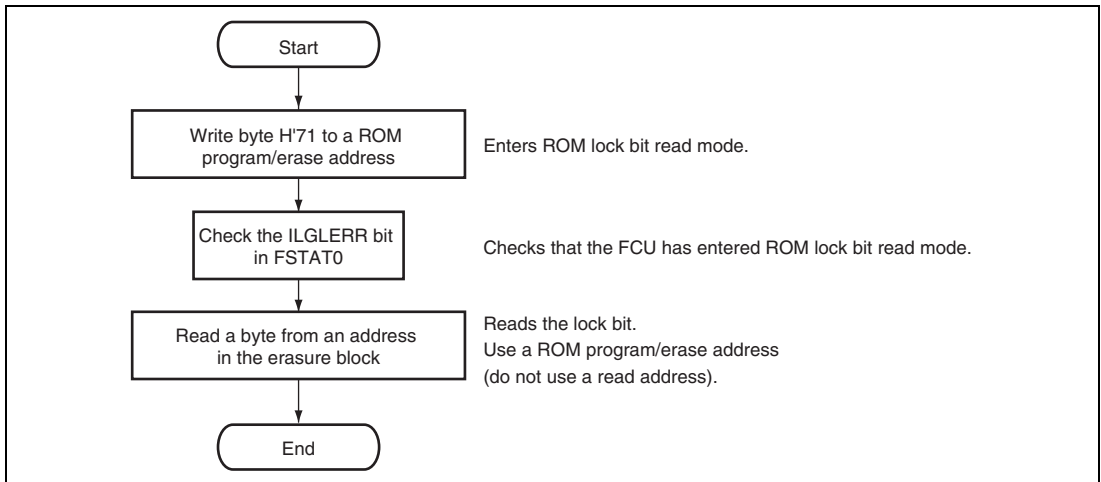 Start
Write byte H'71 to a ROM
program/erase address
Enters ROM lock bit read mode.
Check the ILGLERR bit
in FSTAT0
Checks that the FCU has entered ROM lock bit read mode.
Read a byte from an address
in the erasure block
Reads the lock bit.
Use a ROM program/erase address
(do not use a read address).
End